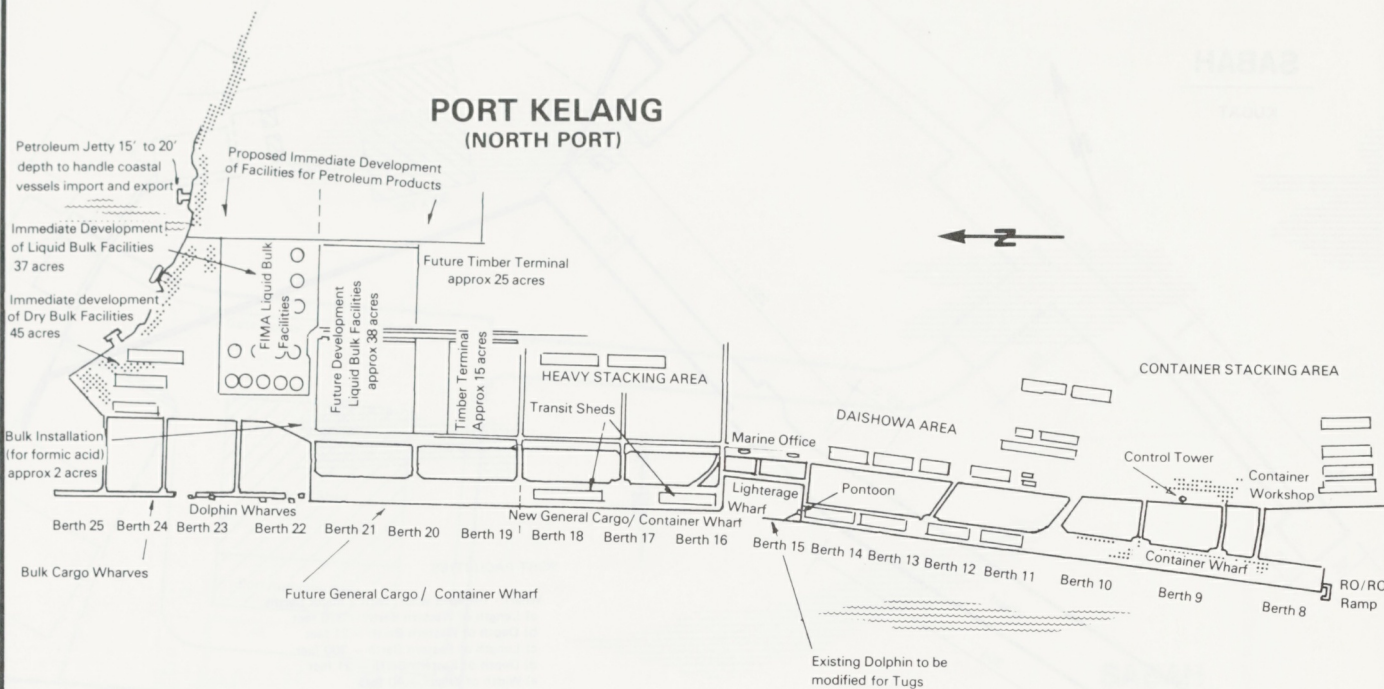 PORT KELANG
(NORTH PORT)
Petroleum Jetty 15' to 20'
depth to handle coastal
vessels import and export
Proposed Immediate Development
of Facilities for Petroleum Products
Immediate Development
of Liquid Bulk Facilities
37 acres
Immediate development
of Dry Bulk Facilities
45 acres
FIMA Liquid Bulk
Facilities
Future Development
Liquid Bulk Facilities
approx 38 acres
Future Timber Terminal
approx 25 acres
Timber Terminal
Approx 15 acres
N
HEAVY STACKING AREA
Transit Sheds
CONTAINER STACKING AREA
DAISHOWA AREA
Marine Office
Control Tower
Container
Workshop
Bulk Installation
(for formic acid)
approx 2 acres
Lighterage
Wharf
Pontoon
Dolphin Wharves
New General Cargo/ Container Wharf
Container Wharf
Berth 25 Berth 24 Berth 23 Berth 22 Berth 21 Berth 20 Berth 19 Berth 18 Berth 17 Berth 16 Berth 15 Berth 14 Berth 13 Berth 12 Berth 11 Berth 10 Berth 9 Berth 8
RO/RO
Ramp
Bulk Cargo Wharves
Future General Cargo / Container Wharf
Existing Dolphin to be
modified for Tugs
SABAH